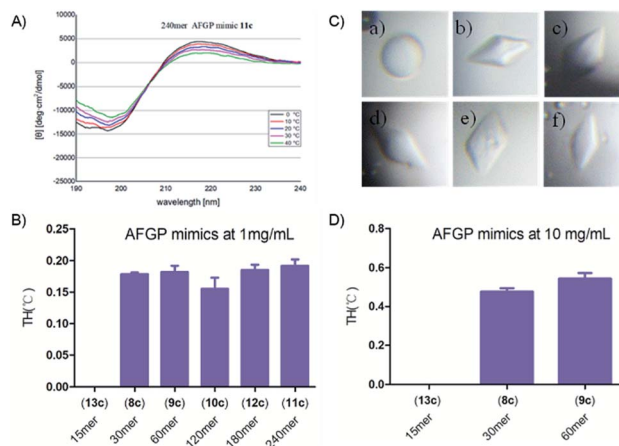 A)
240mer AFGP mimic 11c
10000
5000
0
-5000
-10000
-15000
-20000
25000
[θ] [deg·cm²/dmol]
0 °C
10 °C
20 °C
30 °C
40 °C
190 200 210 220 230 240
wavelength [nm]
C)
a) b) c)
d) e) f)
B)
AFGP mimics at 1mg/mL
TH(°C)
0.25
0.20
0.15
0.10
0.05
0.00
(13c) (8c) (9c) (10c) (12c) (11c)
15mer 30mer 60mer 120mer 180mer 240mer
D)
AFGP mimics at 10 mg/mL
TH(°C)
0.8
0.6
0.4
0.2
0.0
(13c) (8c) (9c)
15mer 30mer 60mer